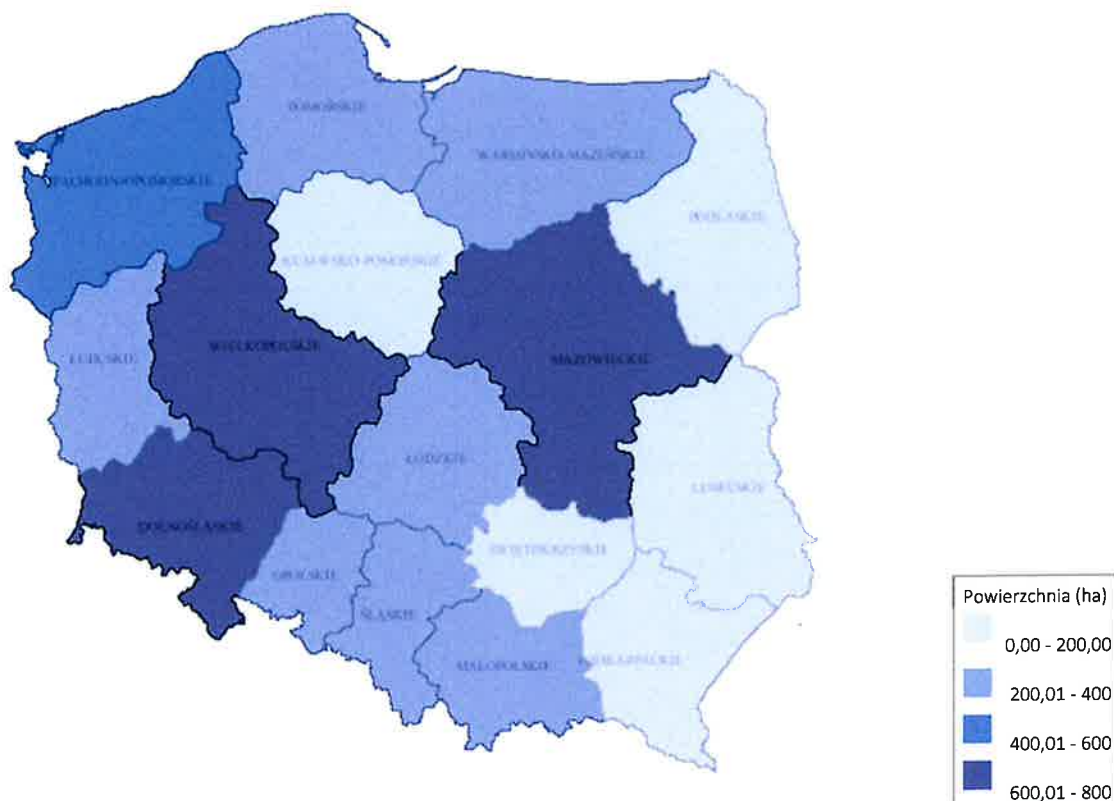 POMORSKIE
WARMIŃSKO-MAZURSKIE
ZACHODNIOPOMORSKIE
PODLASKIE
KUJAWSKO-POMORSKIE
WIELKOPOLSKIE
MAZOWIECKIE
LUBUSKIE
ŁÓDZKIE
LUBELSKIE
DOLNOŚLĄSKIE
ŚWIĘTOKRZYSKIE
OPOLSKIE
ŚLĄSKIE
MAŁOPOLSKIE
PODKARPACKIE
Powierzchnia (ha)
0,00 - 200,00
200,01 - 400
400,01 - 600
600,01 - 800